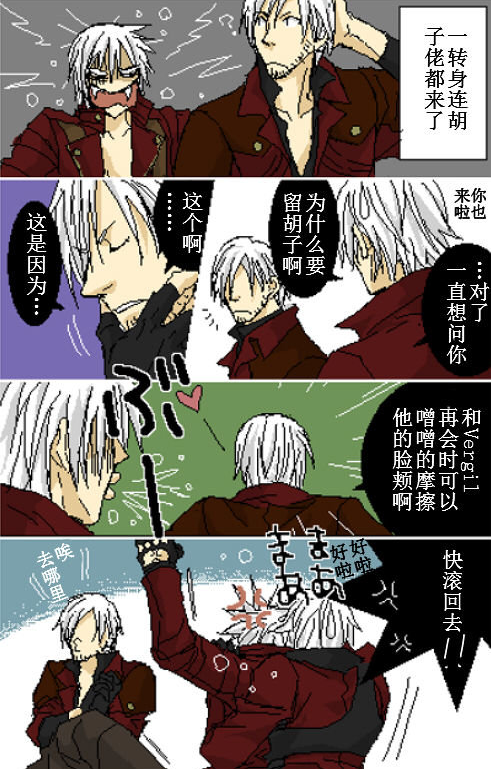 一转身连胡
子佬都来了
你也
来啦
…对了
一直想问你
为什么要
留胡子啊
这个啊
……
这是因为…
和Vergil
再会时可以
噌噌的摩擦
他的脸颊啊
ぶーー
快滚回去!!
好好
啦啦
まぁ
まぁ
唉
去哪里